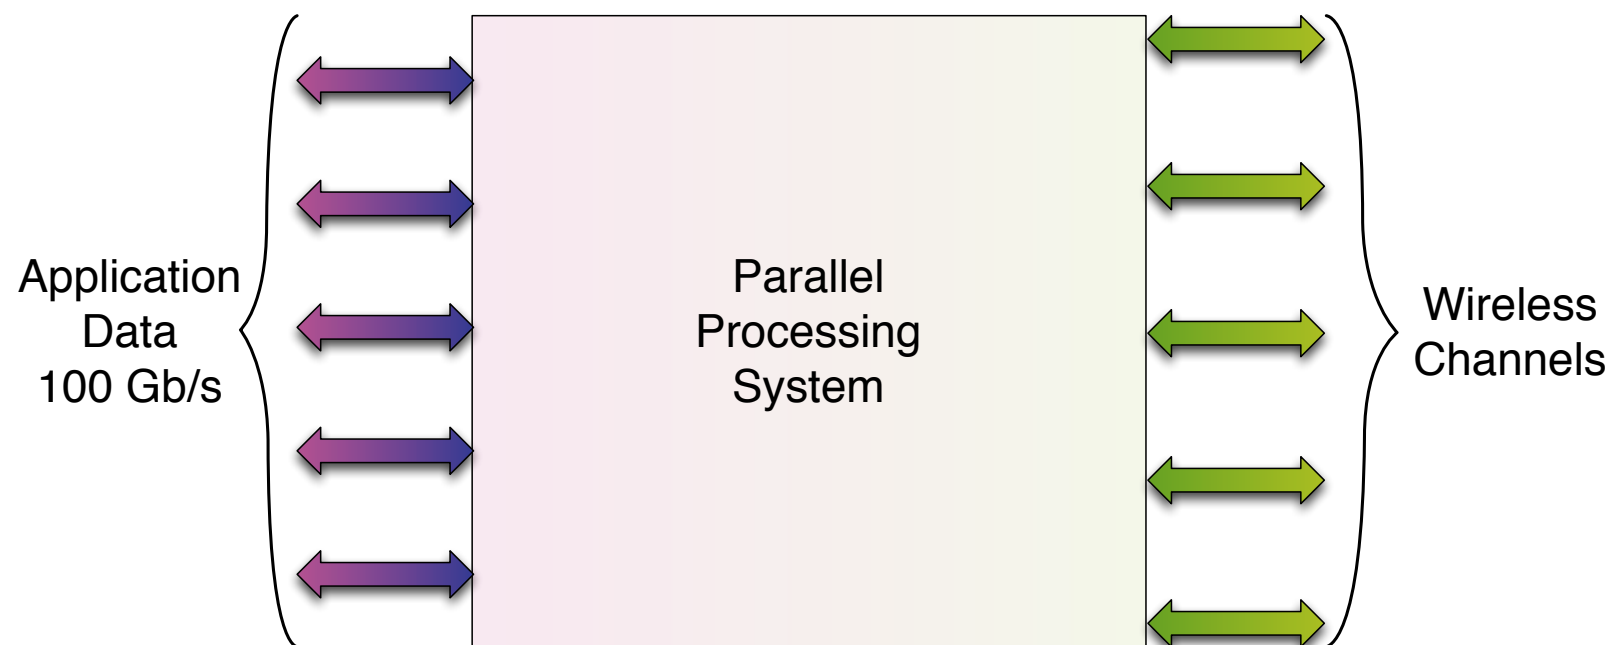 Application
Data
100 Gb/s
Parallel
Processing
System
Wireless
Channels